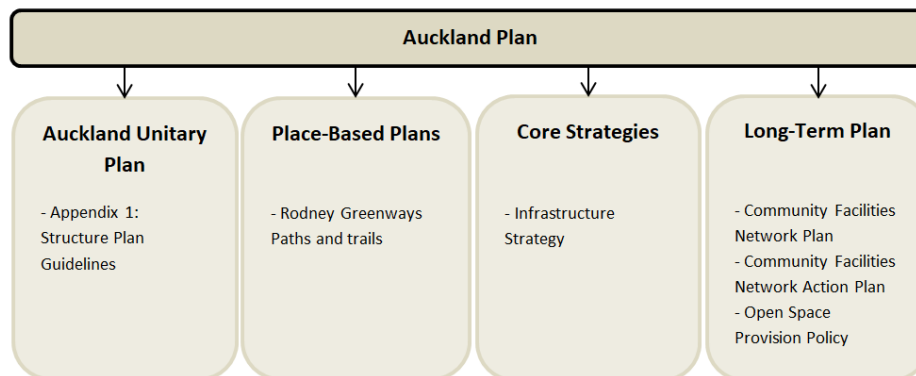 Auckland Plan
Auckland Unitary
Plan
- Appendix 1:
Structure Plan
Guidelines
Place-Based Plans
- Rodney Greenways
Paths and trails
Core Strategies
- Infrastructure
Strategy
Long-Term Plan
- Community Facilities
Network Plan
- Community Facilities
Network Action Plan
- Open Space
Provision Policy